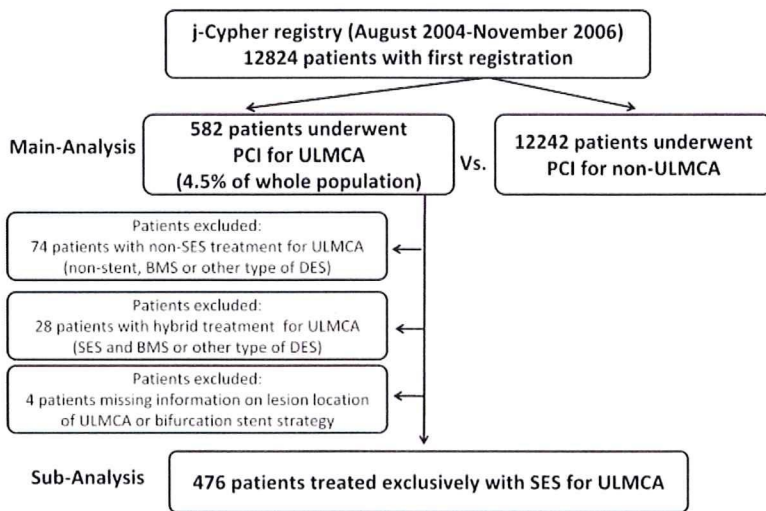 j-Cypher registry (August 2004-November 2006)
12824 patients with first registration
Main-Analysis
582 patients underwent
PCI for ULMCA
(4.5% of whole population)
Vs.
12242 patients underwent
PCI for non-ULMCA
Patients excluded:
74 patients with non-SES treatment for ULMCA
(non-stent, BMS or other type of DES)
Patients excluded:
28 patients with hybrid treatment for ULMCA
(SES and BMS or other type of DES)
Patients excluded:
4 patients missing information on lesion location
of ULMCA or bifurcation stent strategy
Sub-Analysis
476 patients treated exclusively with SES for ULMCA